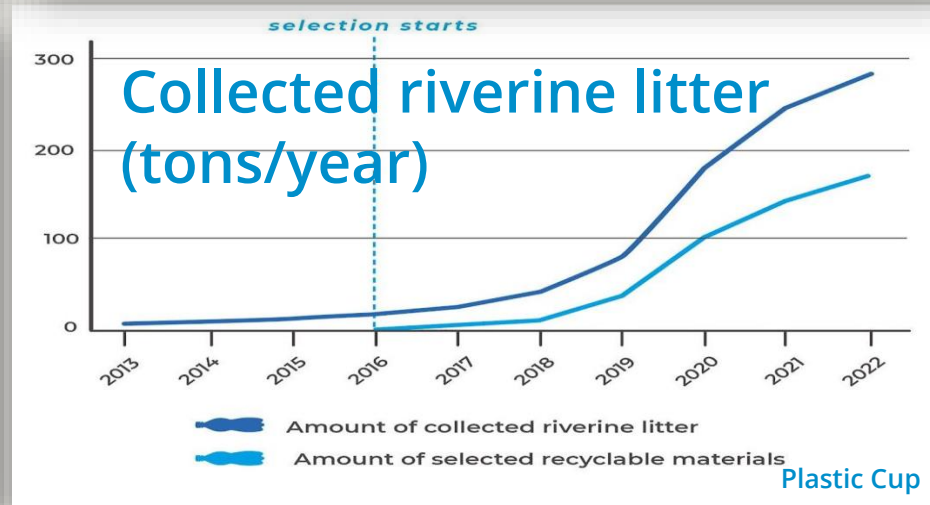 selection starts
Collected riverine litter
(tons/year)
300
200
100
0
2013 2014 2015 2016 2017 2018 2019 2020 2021 2022
Amount of collected riverine litter
Amount of selected recyclable materials
Plastic Cup